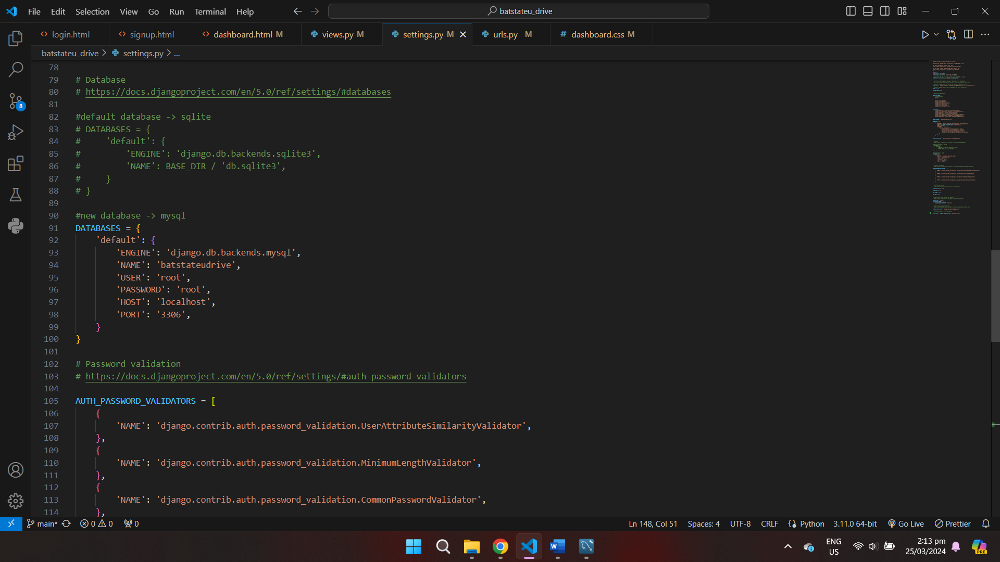 File Edit Selection View Go Run Terminal Help batstateu_drive
login.html signup.html dashboard.html M views.py M settings.py M urls.py M # dashboard.css M
batstateu_drive > settings.py > ...
78
79 # Database
80 # https://docs.djangoproject.com/en/5.0/ref/settings/#databases
81
82 #default database -> sqlite
83 # DATABASES = {
84 #     'default': {
85 #         'ENGINE': 'django.db.backends.sqlite3',
86 #         'NAME': BASE_DIR / 'db.sqlite3',
87 #     }
88 # }
89
90 #new database -> mysql
91 DATABASES = {
92     'default': {
93         'ENGINE': 'django.db.backends.mysql',
94         'NAME': 'batstateudrive',
95         'USER': 'root',
96         'PASSWORD': 'root',
97         'HOST': 'localhost',
98         'PORT': '3306',
99     }
100 }
101
102 # Password validation
103 # https://docs.djangoproject.com/en/5.0/ref/settings/#auth-password-validators
104
105 AUTH_PASSWORD_VALIDATORS = [
106     {
107         'NAME': 'django.contrib.auth.password_validation.UserAttributeSimilarityValidator',
108     },
109     {
110         'NAME': 'django.contrib.auth.password_validation.MinimumLengthValidator',
111     },
112     {
113         'NAME': 'django.contrib.auth.password_validation.CommonPasswordValidator',
114     },
8
main* 0 0 0 Ln 148, Col 51 Spaces: 4 UTF-8 CRLF {} Python 3.11.0 64-bit Go Live Prettier
W ENG 2:13 pm
US 25/03/2024 PRE